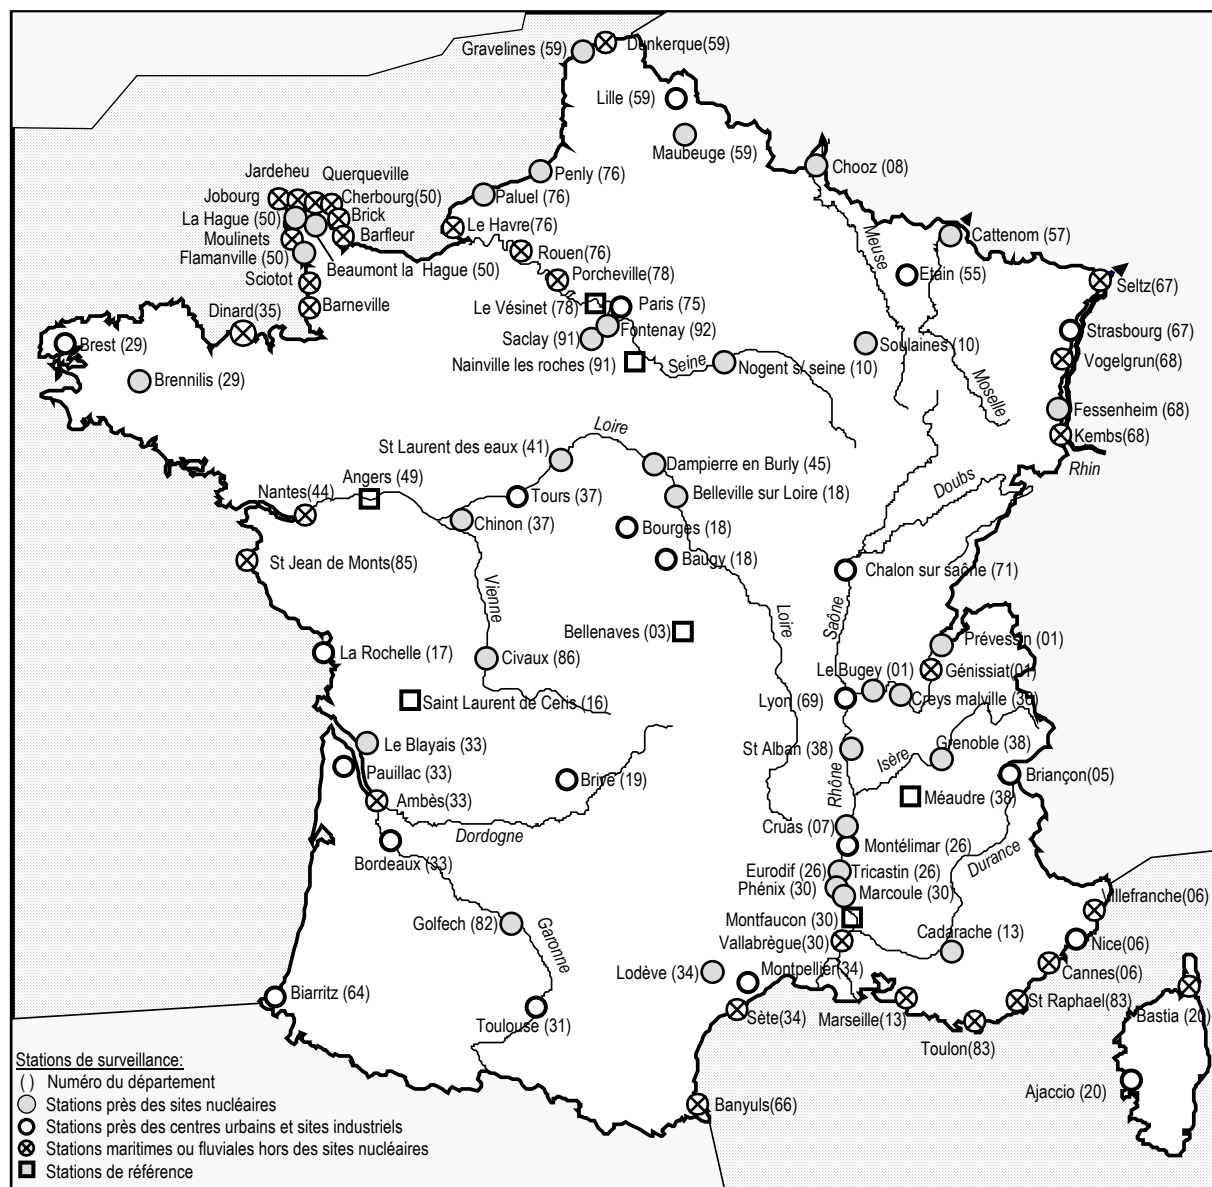 Gravelines (59)
Dunkerque(59)
Lille (59)
Maubeuge (59)
Chooz (08)
Jardeheu
Querqueville
Penly (76)
Jobourg
Cherbourg(50)
Paluel (76)
La Hague (50)
Brick
Le Havre(76)
Moulinets
Barfleur
Meuse
Cattenom (57)
Flamanville (50)
Rouen(76)
Beaumont la Hague (50)
Porcheville(78)
Etain (55)
Sciotot
Seltz(67)
Barneville
Le Vésinet (78)
Paris (75)
Dinard(35)
Fontenay (92)
Strasbourg (67)
Brest (29)
Saclay (91)
Soulaines (10)
Vogelgrun(68)
Nainville les roches (91)
Seine
Nogent s/ seine (10)
Brennilis (29)
Moselle
Fessenheim (68)
Loire
Kembs(68)
St Laurent des eaux (41)
Dampierre en Burly (45)
Rhin
Angers (49)
Doubs
Nantes(44)
Tours (37)
Belleville sur Loire (18)
Chinon (37)
Bourges (18)
St Jean de Monts(85)
Baugy (18)
Chalon sur saône (71)
Vienne
Loire
Saône
Bellenaves (03)
Prévessin (01)
La Rochelle (17)
Civaux (86)
Le Bugey (01)
Génissiat(01)
Saint Laurent de Céris (16)
Lyon (69)
Creys malville (38)
Le Blayais (33)
St Alban (38)
Isère
Grenoble (38)
Pauillac (33)
Brive (19)
Rhône
Briançon(05)
Ambès(33)
Méaudre (38)
Dordogne
Cruas (07)
Bordeaux (33)
Montélimar (26)
Durance
Eurodif (26)
Tricastin (26)
Phénix (30)
Marcoule (30)
Villefranche(06)
Golfech (82)
Garonne
Montfaucon (30)
Vallabrègue(30)
Cadarache (13)
Nice(06)
Lodève (34)
Montpellier(34)
Cannes(06)
Biarritz (64)
St Raphael(83)
Toulouse (31)
Sète(34)
Marseille(13)
Bastia (20)
Toulon(83)
Ajaccio (20)
Banyuls(66)
Stations de surveillance:
( ) Numéro du département
Stations près des sites nucléaires
Stations près des centres urbains et sites industriels
Stations maritimes ou fluviales hors des sites nucléaires
Stations de référence